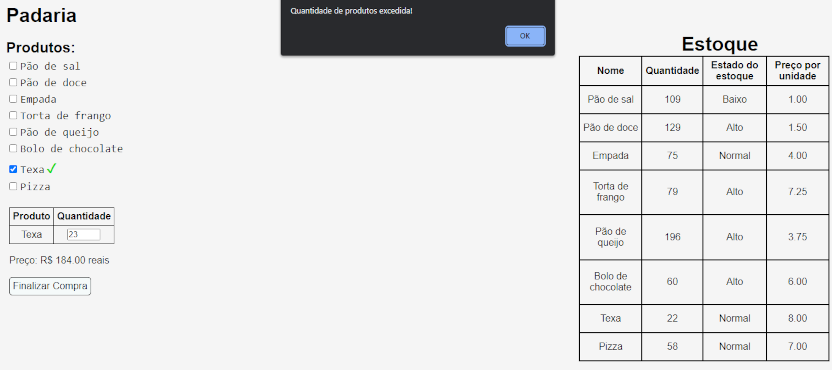 Padaria
Quantidade de produtos excedida!
OK
Produtos:
Pão de sal
Pão de doce
Empada
Torta de frango
Pão de queijo
Bolo de chocolate
Texa
Pizza
Produto Quantidade
Texa 23
Preço: R$ 184.00 reais
Finalizar Compra
Estoque
Nome Quantidade Estado do estoque Preço por unidade
Pão de sal 109 Baixo 1.00
Pão de doce 129 Alto 1.50
Empada 75 Normal 4.00
Torta de frango 79 Alto 7.25
Pão de queijo 196 Alto 3.75
Bolo de chocolate 60 Alto 6.00
Texa 22 Normal 8.00
Pizza 58 Normal 7.00